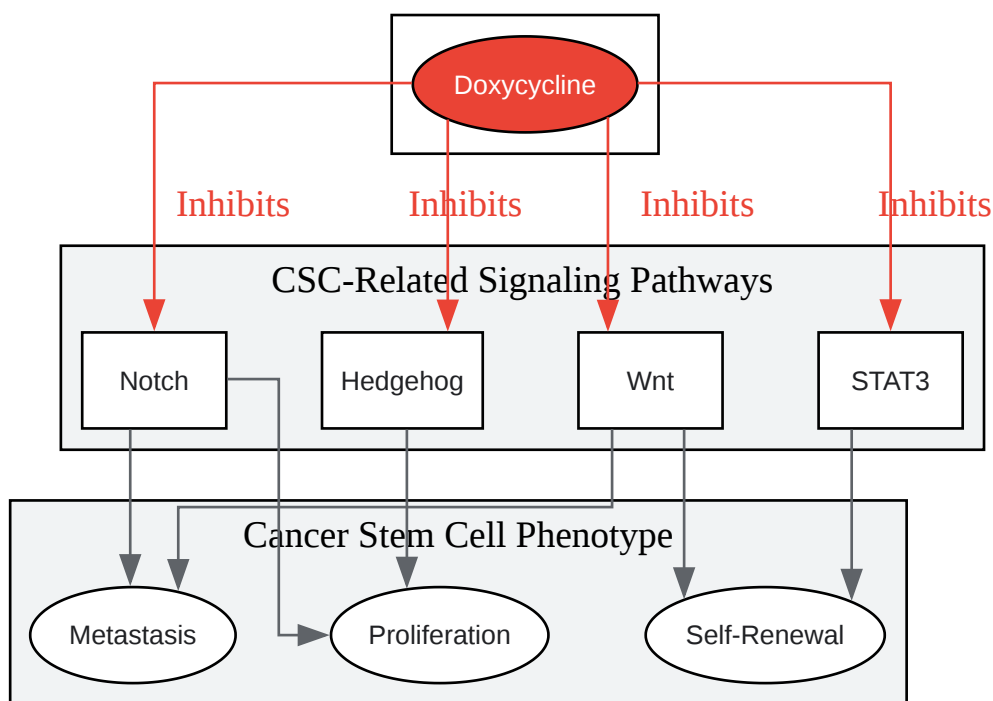 Doxycycline
Inhibits Inhibits Inhibits Inhibits
CSC-Related Signaling Pathways
Notch Hedgehog Wnt STAT3
Cancer Stem Cell Phenotype
Metastasis Proliferation Self-Renewal